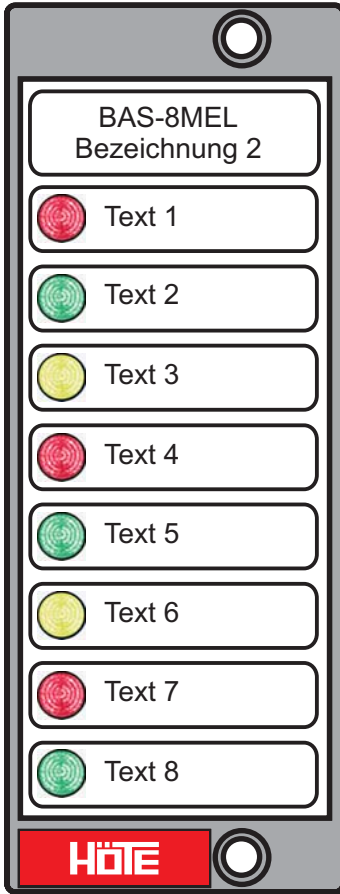 BAS-8MEL
Bezeichnung 2
Text 1
Text 2
Text 3
Text 4
Text 5
Text 6
Text 7
Text 8
HÖTE